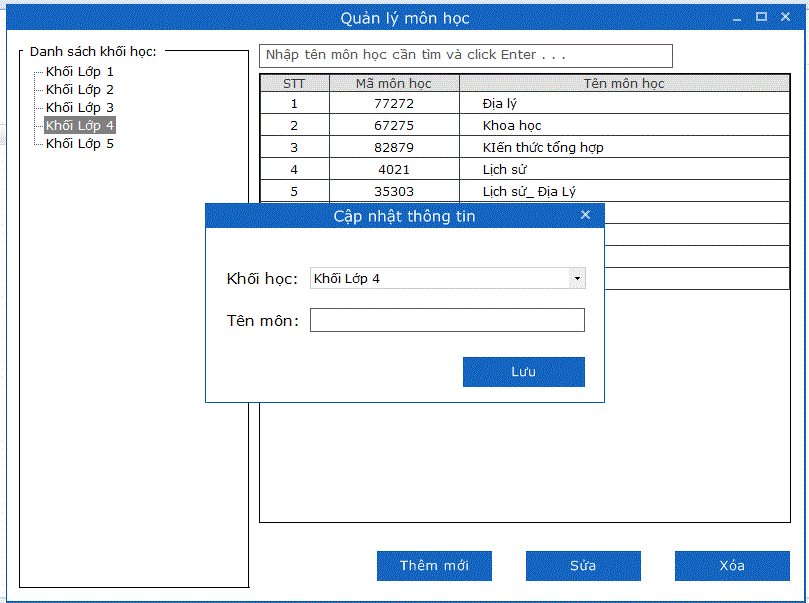 Quản lý môn học
Danh sách khối học:
Khối Lớp 1
Khối Lớp 2
Khối Lớp 3
Khối Lớp 4
Khối Lớp 5
Nhập tên môn học cần tìm và click Enter . . .
STT Mã môn học Tên môn học
1 77272 Địa lý
2 67275 Khoa học
3 82879 KIến thức tổng hợp
4 4021 Lịch sử
5 35303 Lịch sử_ Địa Lý
Cập nhật thông tin
Khối học: Khối Lớp 4
Tên môn:
Lưu
Thêm mới Sửa Xóa